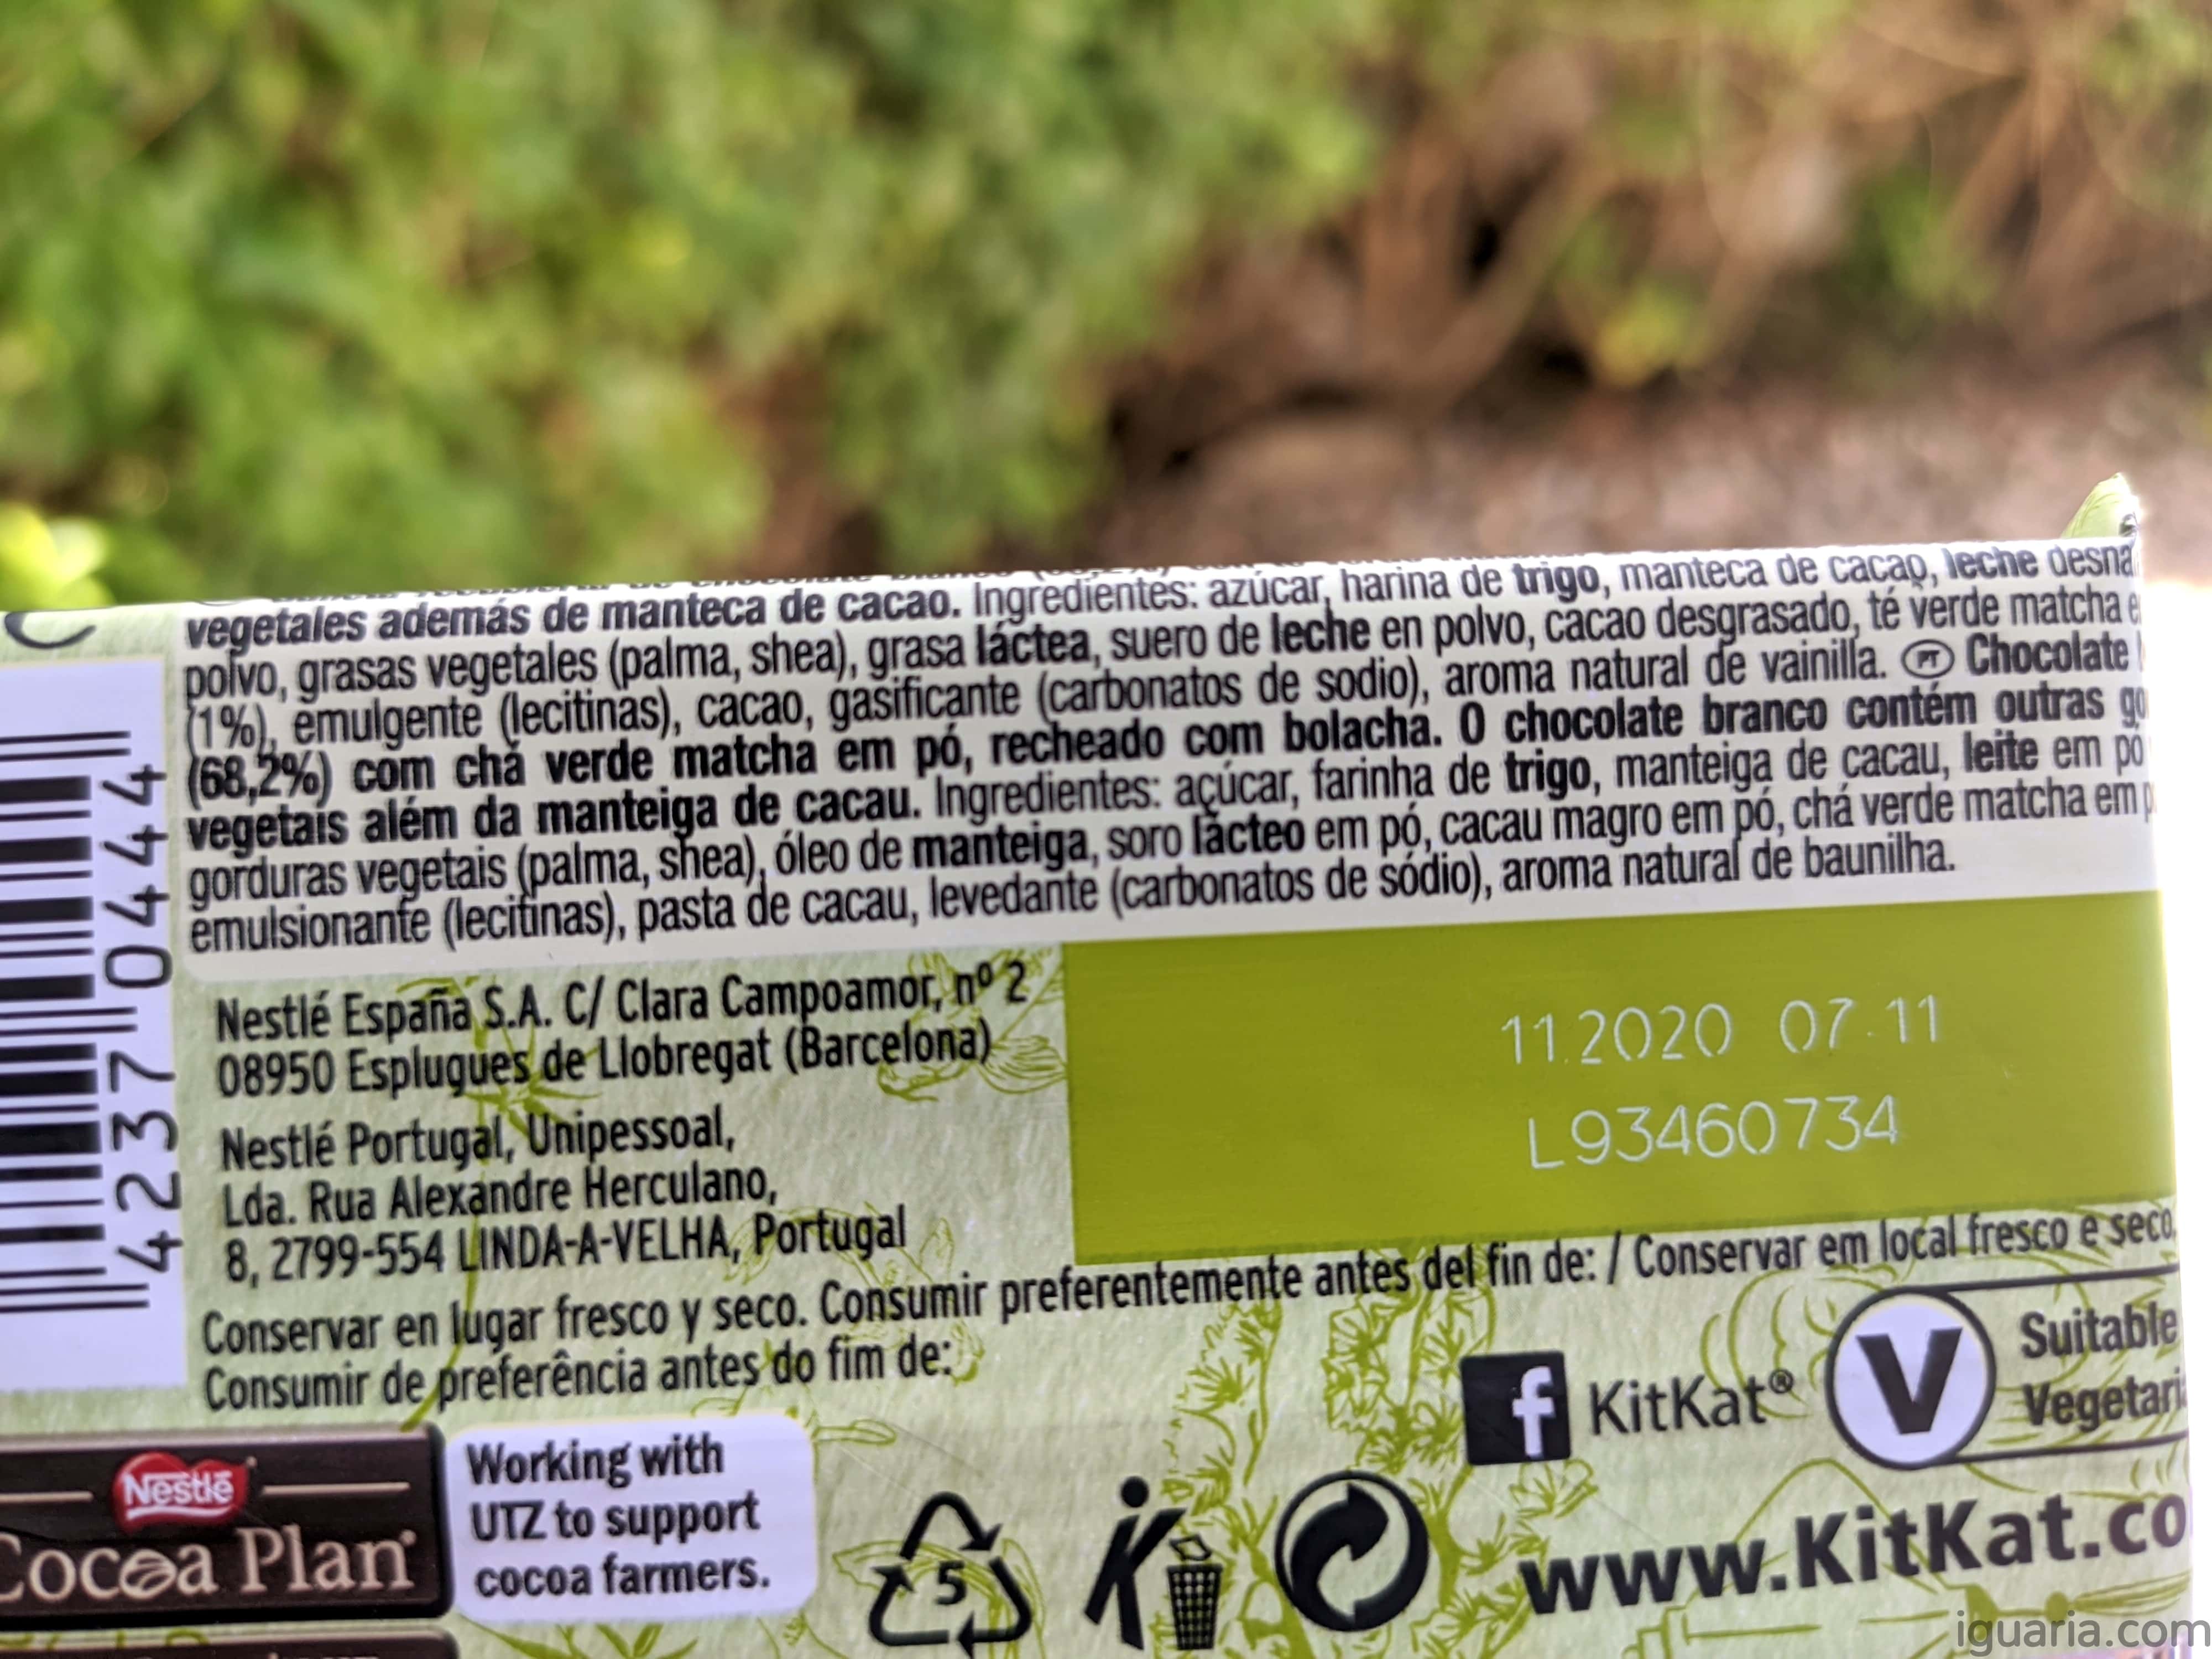 vegetales además de manteca de cacao. Ingredientes: azúcar, harina de trigo, manteca de cacao, leche
polvo, grasas vegetales (palma, shea), grasa láctea, suero de leche en polvo, cacao desgrasado, té verde matcha
(1%), emulgente (lecitinas), cacao, gasificante (carbonatos de sodio), aroma natural de vainilla. PT Chocolate
(68,2%) com chá verde matcha em pó, recheado com bolacha. O chocolate branco contém outras
vegetais além da manteiga de cacau. Ingredientes: açúcar, farinha de trigo, manteiga de cacau, leite em pó
gorduras vegetais (palma, shea), óleo de manteiga, soro lácteo em pó, cacau magro em pó, chá verde matcha em
emulsionante (lecitinas), pasta de cacau, levedante (carbonatos de sódio), aroma natural de baunilha.
4237 0444
Nestlé España S.A. C/ Clara Campoamor, nº 2
08950 Esplugues de Llobregat (Barcelona)
Nestlé Portugal, Unipessoal,
Lda. Rua Alexandre Herculano,
8, 2799-554 LINDA-A-VELHA, Portugal
11.2020 07.11
L93460734
Conservar en lugar fresco y seco. Consumir preferentemente antes del fin de: / Conservar em local fresco e seco.
Consumir de preferência antes do fim de:
f KitKat®
V
Suitable
Nestlé
Cocoa Plan
Working with
UTZ to support
cocoa farmers.
5
www.KitKat.co
iguaria.com